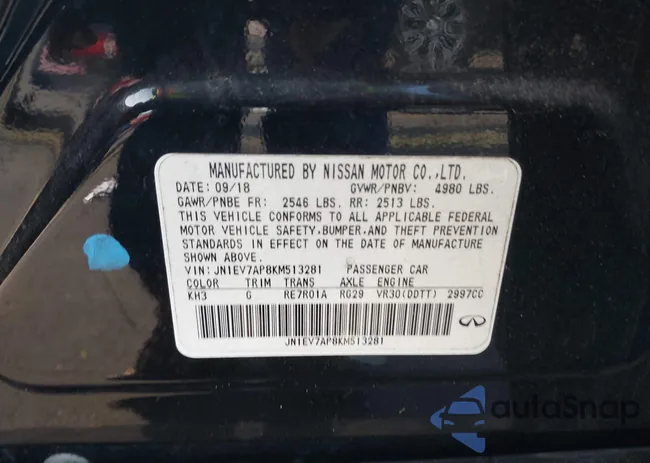 MANUFACTURED BY NISSAN MOTOR CO.,LTD.
DATE: 09/18 GVWR/PNBV: 4980 LBS.
GAWR/PNBE FR: 2546 LBS. RR: 2513 LBS.
THIS VEHICLE CONFORMS TO ALL APPLICABLE FEDERAL
MOTOR VEHICLE SAFETY, BUMPER, AND THEFT PREVENTION
STANDARDS IN EFFECT ON THE DATE OF MANUFACTURE
SHOWN ABOVE.
VIN: JN1EV7AP8KM513281 PASSENGER CAR
COLOR TRIM TRANS AXLE ENGINE
KH3 G RE7R01A RG29 VR30(DDTT) 2997CC
JN1EV7AP8KM513281
autoSnap